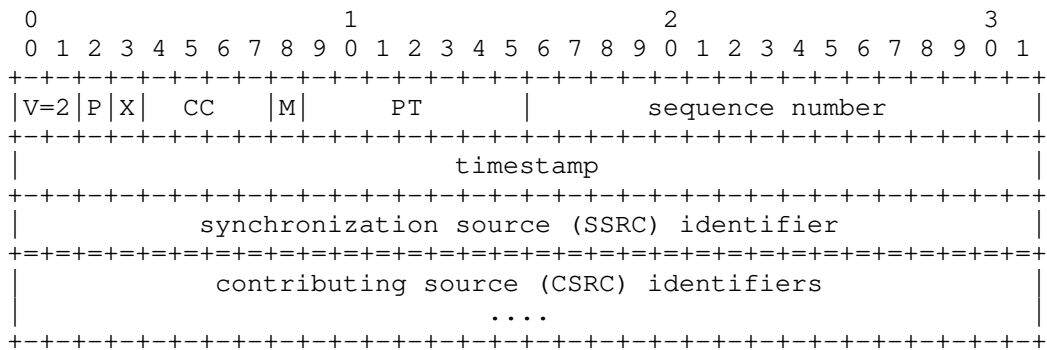 0                   1                   2                   3
 0 1 2 3 4 5 6 7 8 9 0 1 2 3 4 5 6 7 8 9 0 1 2 3 4 5 6 7 8 9 0 1
+-+-+-+-+-+-+-+-+-+-+-+-+-+-+-+-+-+-+-+-+-+-+-+-+-+-+-+-+-+-+-+-+
|V=2|P|X|  CC   |M|     PT      |       sequence number         |
+-+-+-+-+-+-+-+-+-+-+-+-+-+-+-+-+-+-+-+-+-+-+-+-+-+-+-+-+-+-+-+-+
|                           timestamp                           |
+-+-+-+-+-+-+-+-+-+-+-+-+-+-+-+-+-+-+-+-+-+-+-+-+-+-+-+-+-+-+-+-+
|           synchronization source (SSRC) identifier            |
+=+=+=+=+=+=+=+=+=+=+=+=+=+=+=+=+=+=+=+=+=+=+=+=+=+=+=+=+=+=+=+=+
|            contributing source (CSRC) identifiers             |
|                             ....                              |
+-+-+-+-+-+-+-+-+-+-+-+-+-+-+-+-+-+-+-+-+-+-+-+-+-+-+-+-+-+-+-+-+